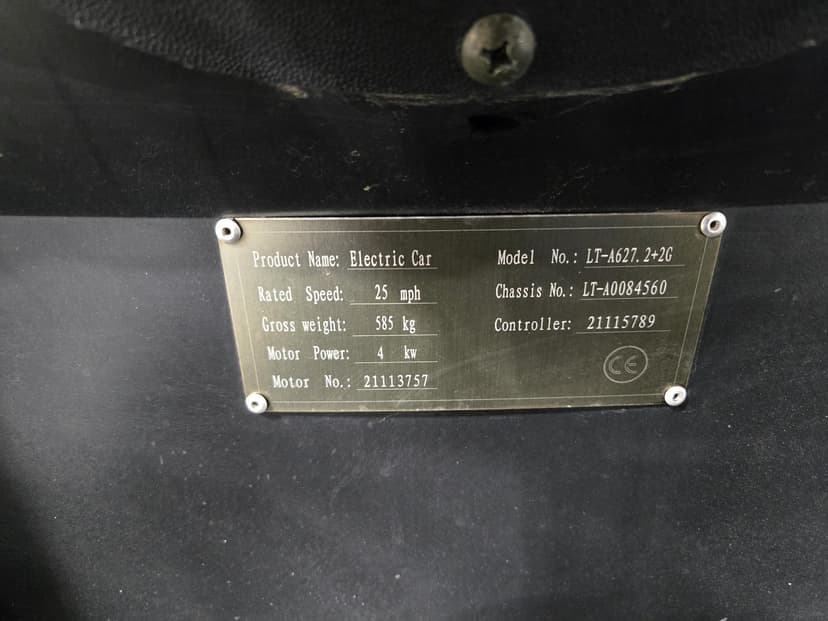 Product Name: Electric Car
Rated Speed: 25 mph
Gross weight: 585 kg
Motor Power: 4 kw
Motor No.: 21113757
Model No.: LT-A627.2+2G
Chassis No.: LT-A0084560
Controller: 21115789
CE